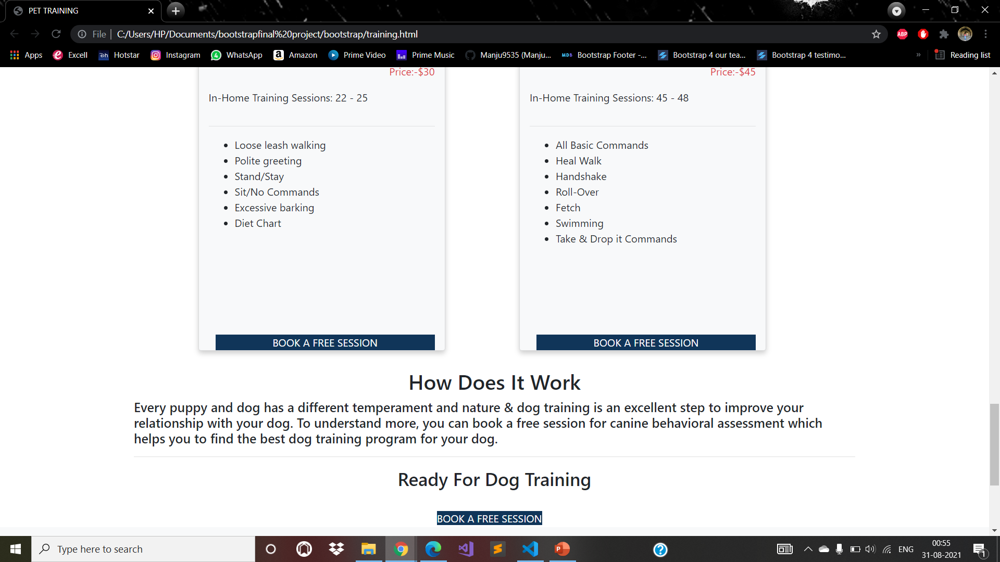 PET TRAINING
File
C:/Users/HP/Documents/bootstrapfinal%20project/bootstrap/training.html
ABP
Apps
Excell
Hotstar
Instagram
WhatsApp
Amazon
Prime Video
Prime Music
Manju9535 (Manju...
MDB
Bootstrap Footer -...
Bootstrap 4 our tea...
Bootstrap 4 testimo...
»
Reading list
Price:-$30
In-Home Training Sessions: 22 - 25
Loose leash walking
Polite greeting
Stand/Stay
Sit/No Commands
Excessive barking
Diet Chart
BOOK A FREE SESSION
Price:-$45
In-Home Training Sessions: 45 - 48
All Basic Commands
Heal Walk
Handshake
Roll-Over
Fetch
Swimming
Take & Drop it Commands
BOOK A FREE SESSION
How Does It Work
Every puppy and dog has a different temperament and nature & dog training is an excellent step to improve your
relationship with your dog. To understand more, you can book a free session for canine behavioral assessment which
helps you to find the best dog training program for your dog.
Ready For Dog Training
BOOK A FREE SESSION
Type here to search
ENG
00:55
31-08-2021
1